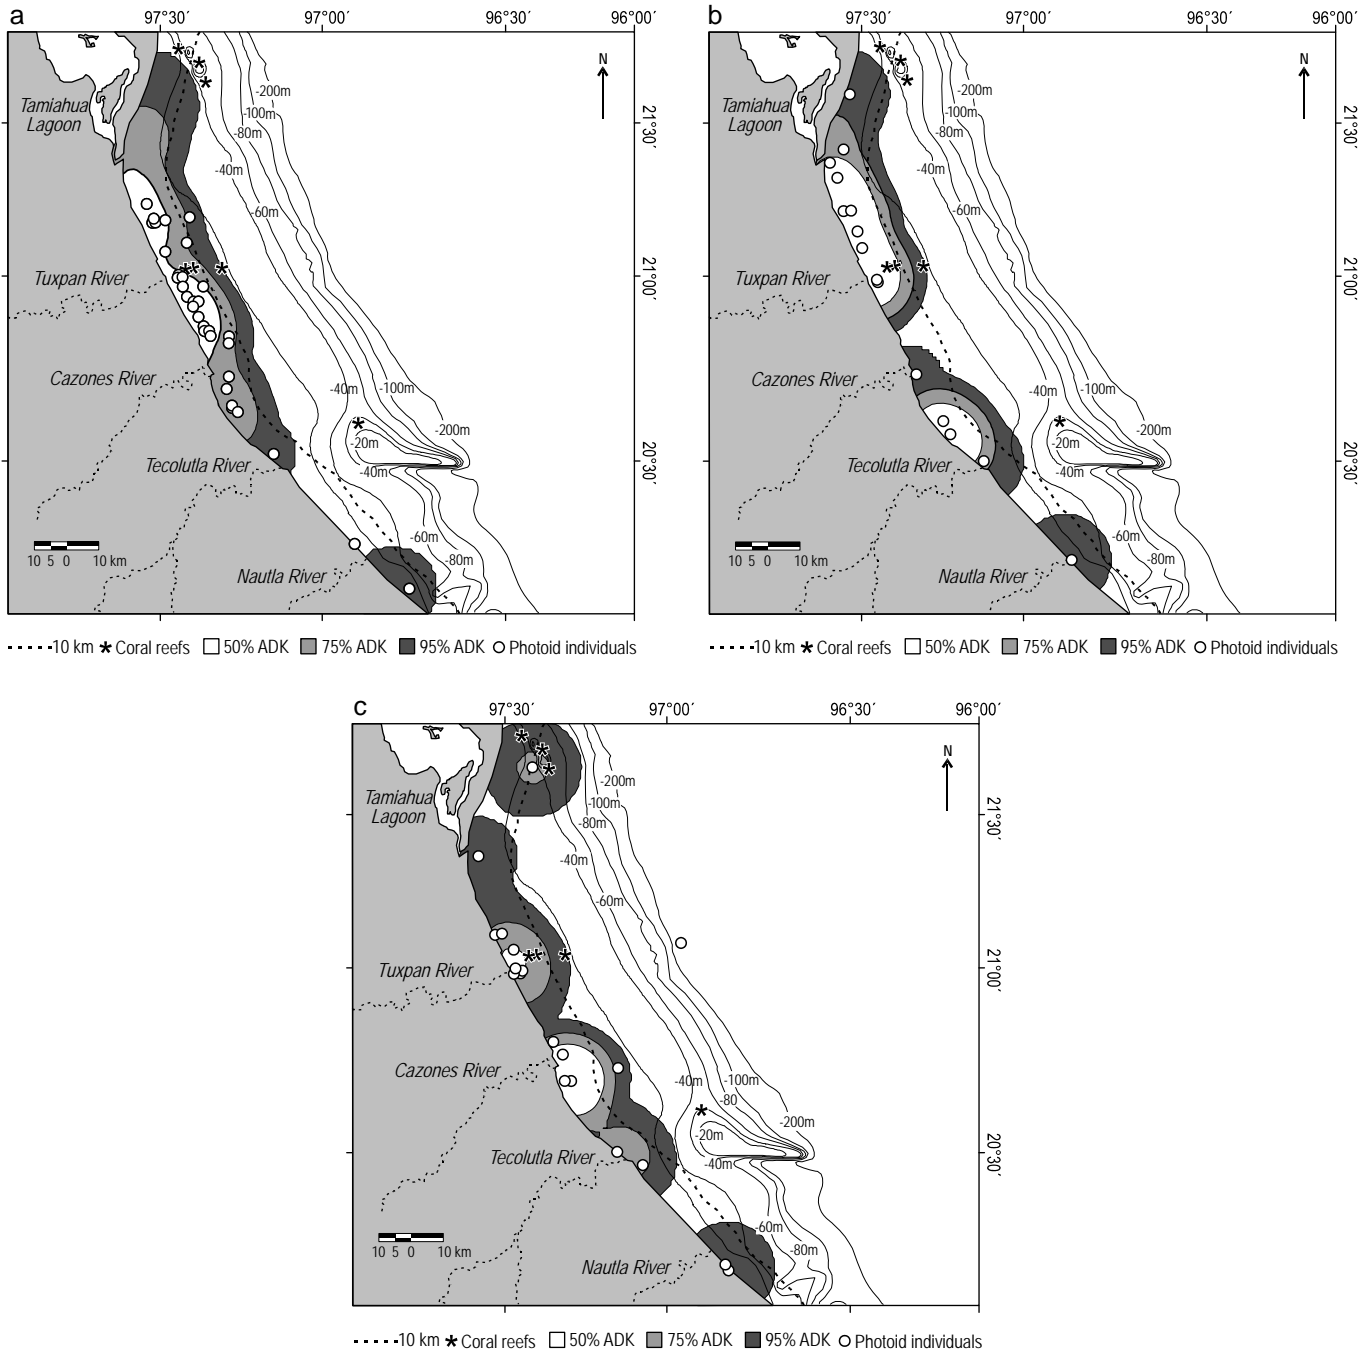 a
97°30´ 97°00´ 96°30´ 96°00´
N
-200m
-100m
-80m
-40m
-60m
Tamiahua
Lagoon
21°30´
Tuxpan River
21°00´
Cazones River
-40m
-100m
-200m
-20m
-40m
Tecolutla River
20°30´
-60m
-80m
10 5 0 10 km
Nautla River
10 km Coral reefs 50% ADK 75% ADK 95% ADK Photoid individuals
b
97°30´ 97°00´ 96°30´ 96°00´
N
-200m
-100m
-80m
-40m
-60m
Tamiahua
Lagoon
21°30´
Tuxpan River
21°00´
Cazones River
-40m
-100m
-200m
-20m
-40m
Tecolutla River
20°30´
-60m
-80m
10 5 0 10 km
Nautla River
10 km Coral reefs 50% ADK 75% ADK 95% ADK Photoid individuals
c
97°30´ 97°00´ 96°30´ 96°00´
N
-200m
-100m
-80m
-40m
-60m
Tamiahua
Lagoon
21°30´
Tuxpan River
21°00´
Cazones River
-40m
-100m
-80
-200m
-20m
-40m
Tecolutla River
20°30´
-60m
-80m
10 5 0 10 km
Nautla River
10 km Coral reefs 50% ADK 75% ADK 95% ADK Photoid individuals